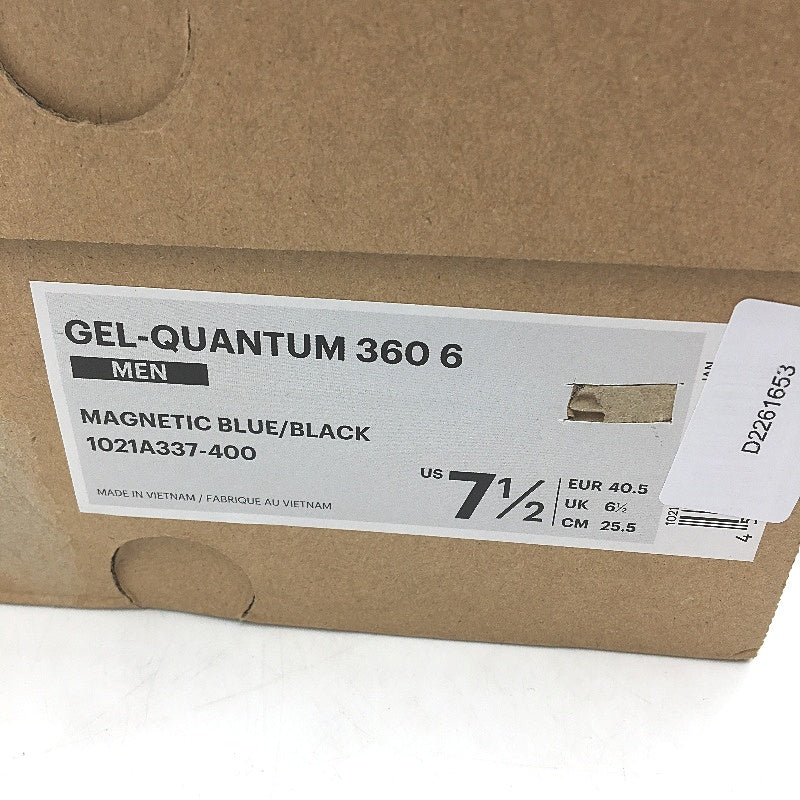 GEL-QUANTUM 360 6
MEN
MAGNETIC BLUE/BLACK
1021A337-400
MADE IN VIETNAM / FABRIQUE AU VIETNAM
US 7½
EUR 40.5
UK 6½
CM 25.5
D2261653
1021